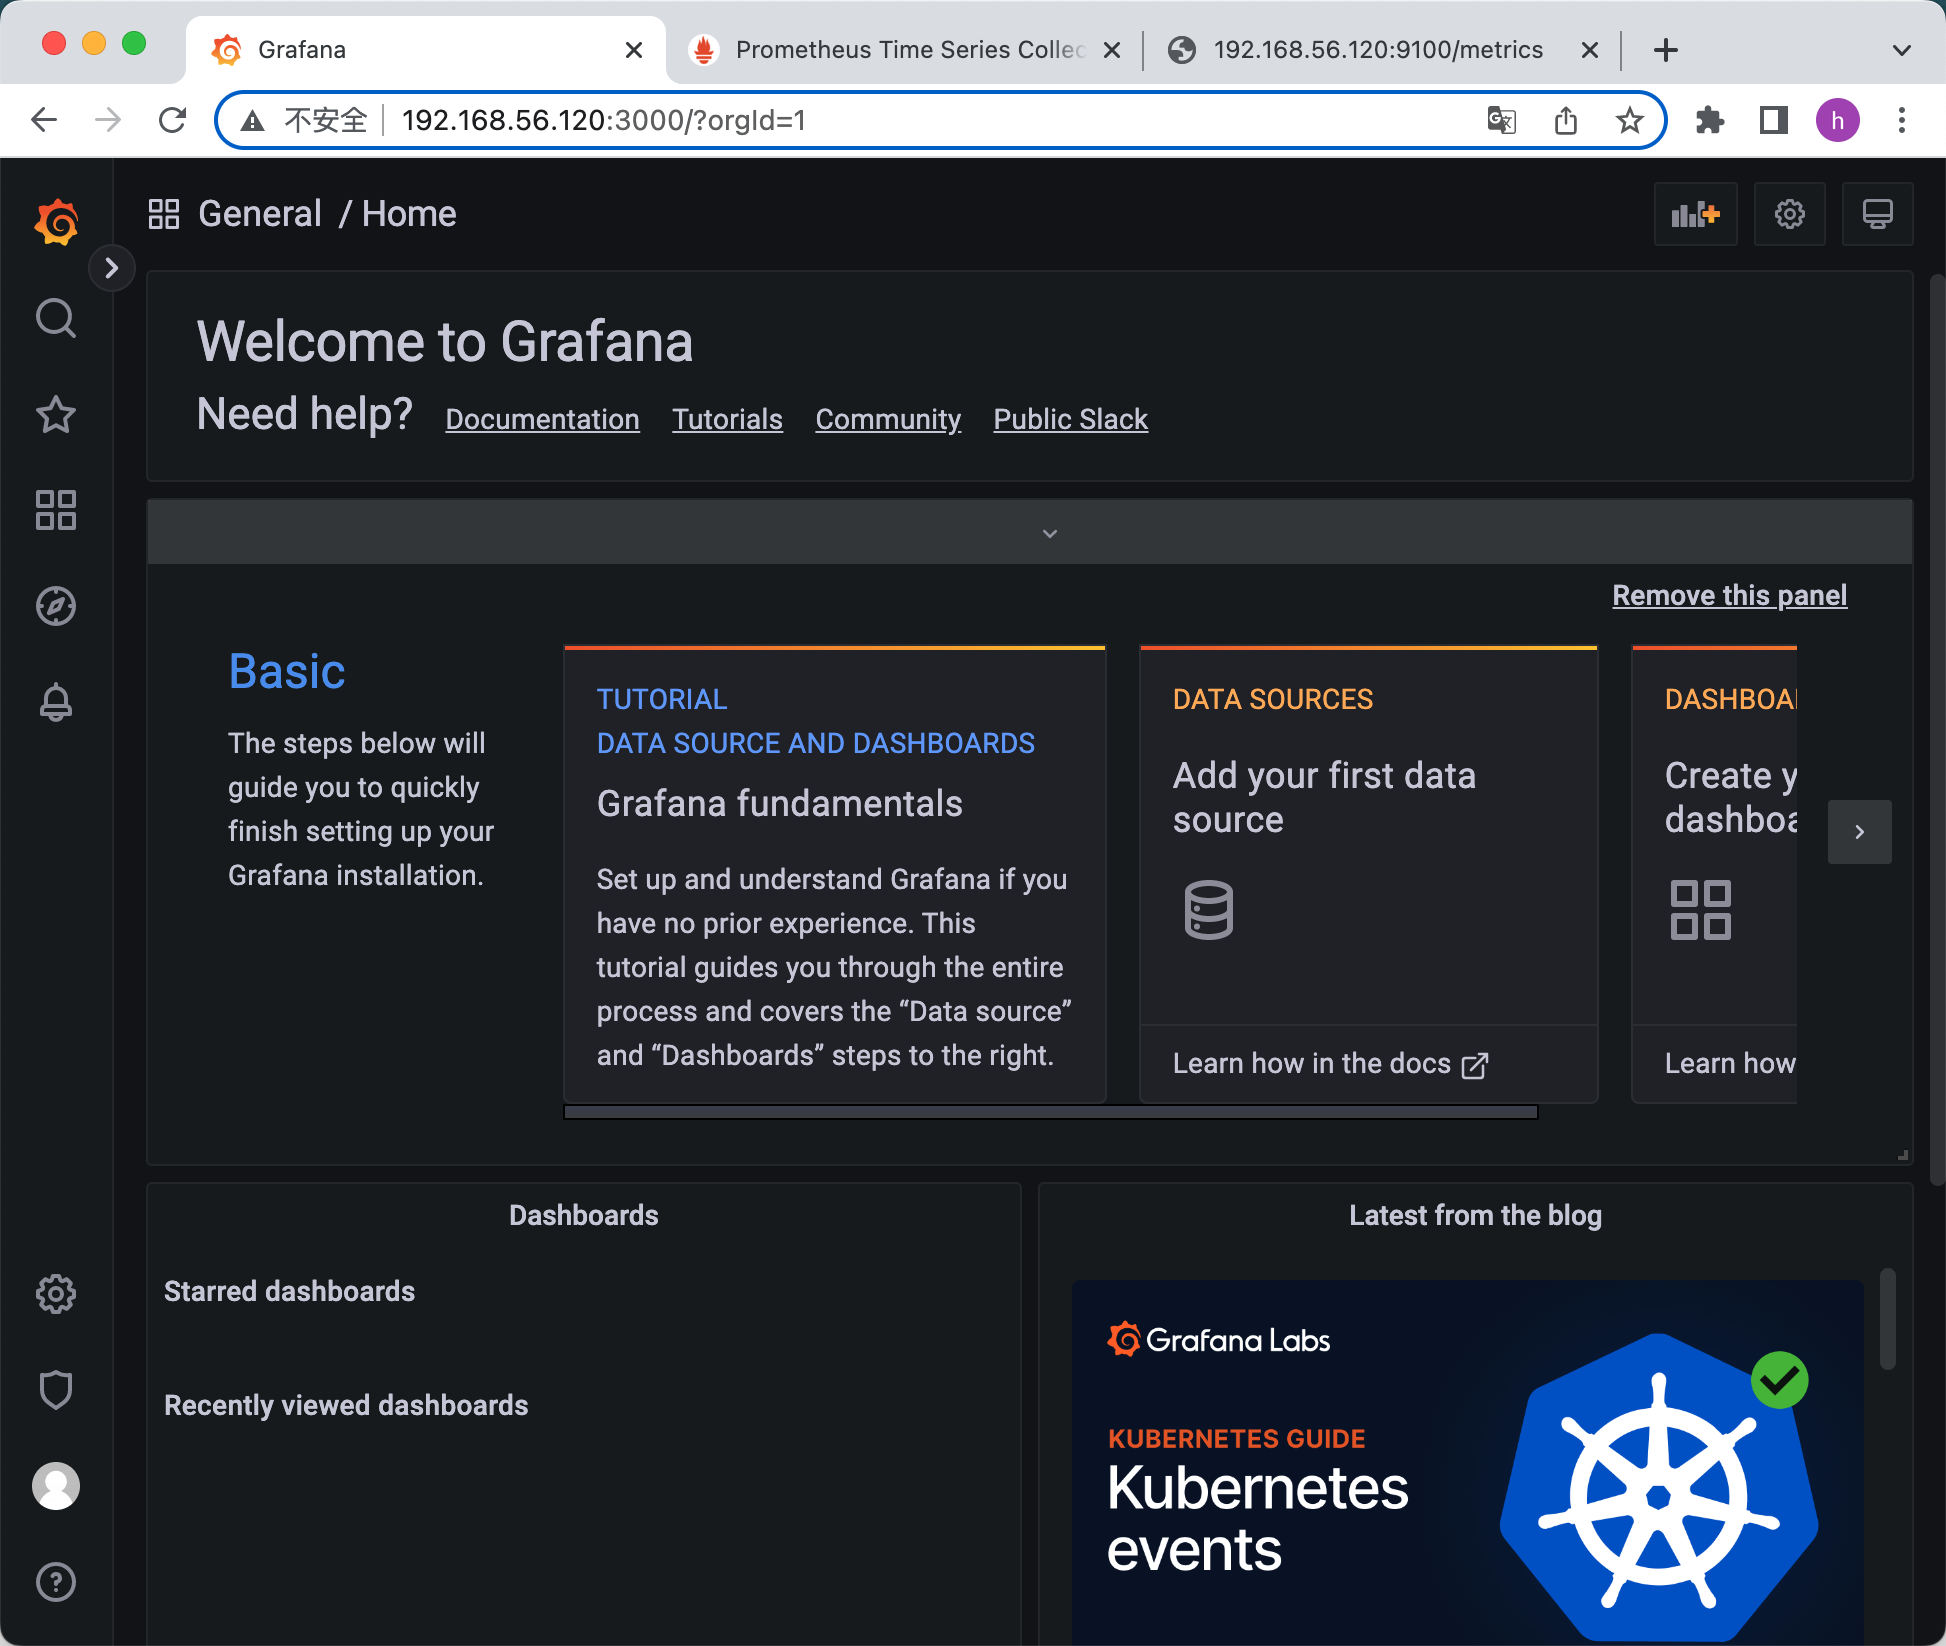 Grafana
Prometheus Time Series Collec
192.168.56.120:9100/metrics
不安全
192.168.56.120:3000/?orgId=1
h
General / Home
Welcome to Grafana
Need help? Documentation Tutorials Community Public Slack
Remove this panel
Basic
The steps below will
guide you to quickly
finish setting up your
Grafana installation.
TUTORIAL
DATA SOURCE AND DASHBOARDS
Grafana fundamentals
Set up and understand Grafana if you
have no prior experience. This
tutorial guides you through the entire
process and covers the “Data source”
and “Dashboards” steps to the right.
DATA SOURCES
Add your first data
source
Learn how in the docs
DASHBOA
Create y
dashboa
Learn how
Dashboards
Starred dashboards
Recently viewed dashboards
Latest from the blog
Grafana Labs
KUBERNETES GUIDE
Kubernetes
events